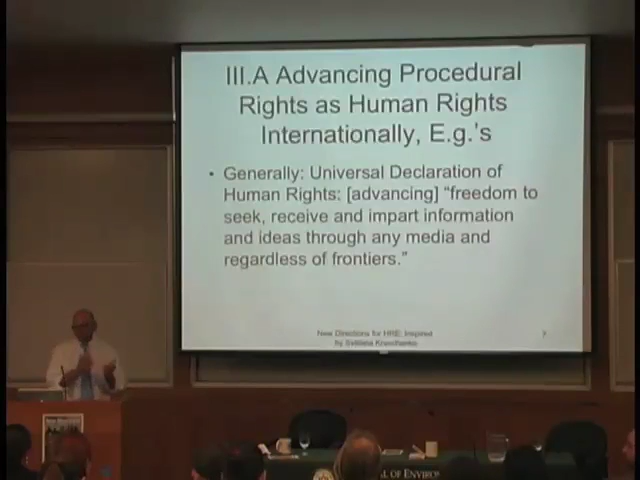 III.A Advancing Procedural
Rights as Human Rights
Internationally, E.g.'s
• Generally: Universal Declaration of
Human Rights: [advancing] “freedom to
seek, receive and impart information
and ideas through any media and
regardless of frontiers.”
New Directions for HRE: Inspired
by Svitlana Kravchenko
L OF ENVIRO